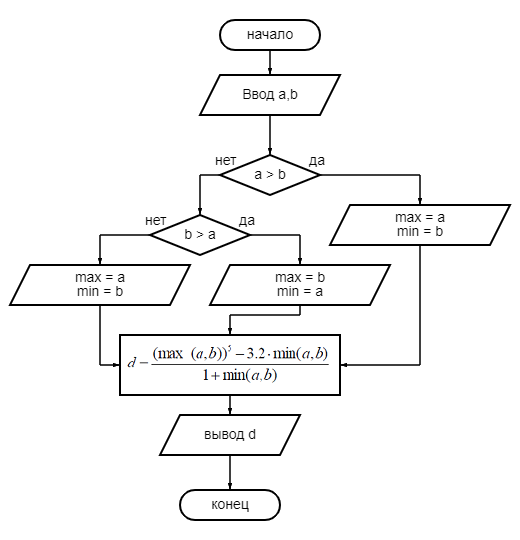 начало
Ввод a,b
нет
a > b
да
нет
b > a
да
max = a
min = b
max = a
min = b
max = b
min = a
d – (max (a,b))⁵ – 3.2 · min(a,b)
1 + min(a,b)
вывод d
конец